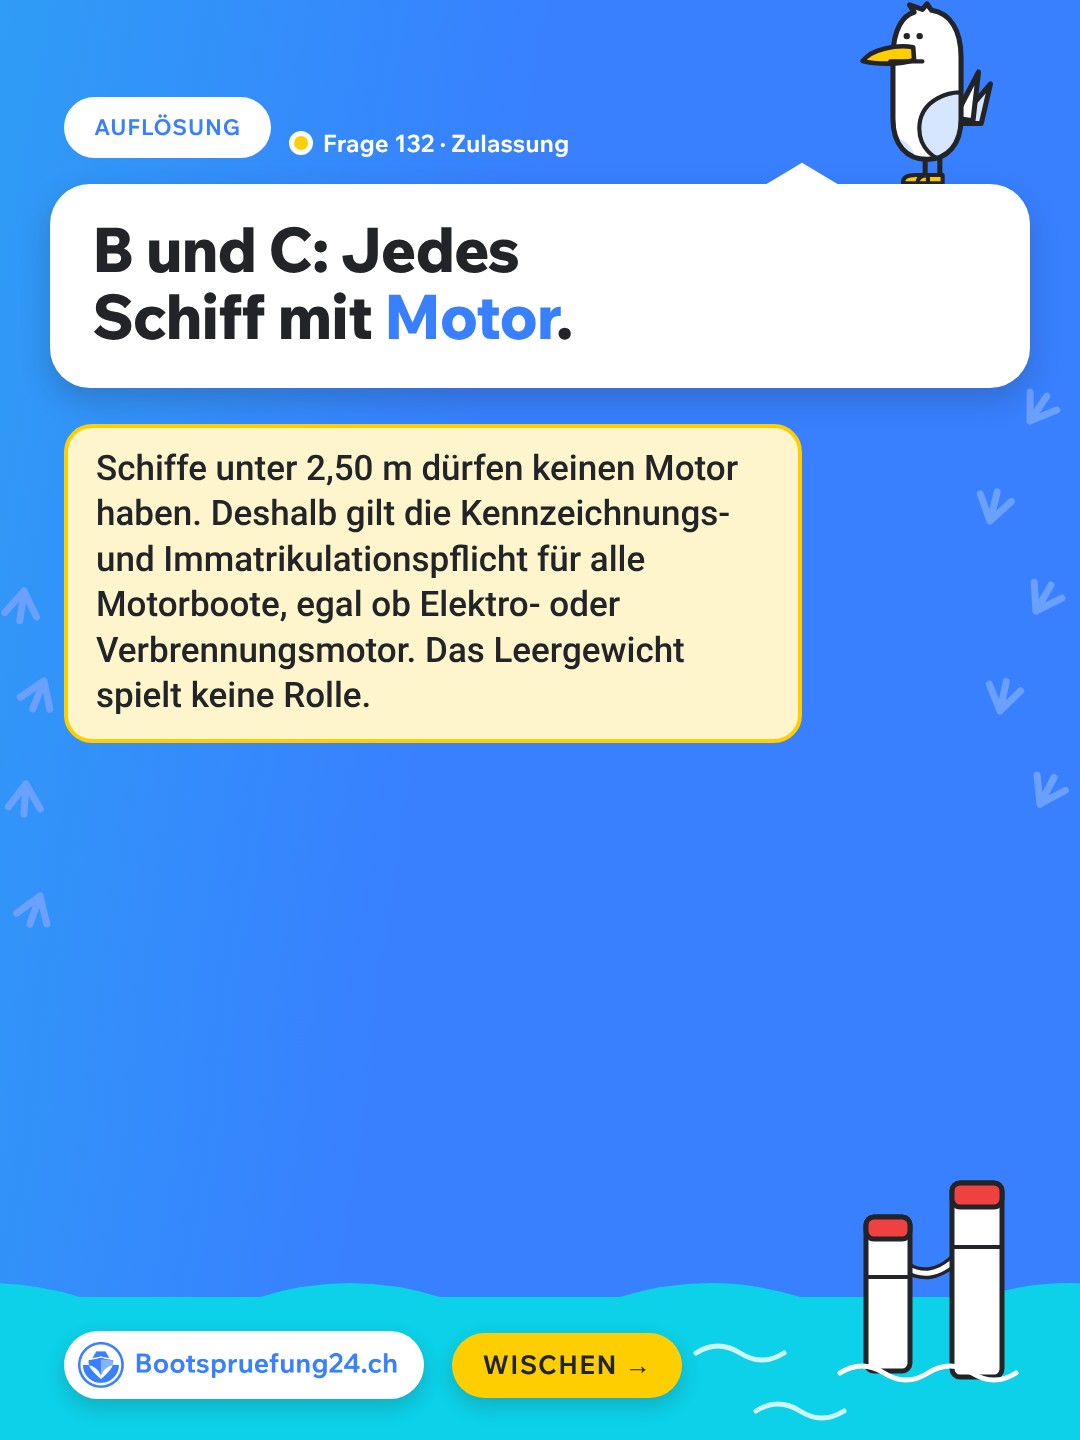 AUFLÖSUNG
Frage 132 · Zulassung
B und C: Jedes
Schiff mit Motor.
Schiffe unter 2,50 m dürfen keinen Motor
haben. Deshalb gilt die Kennzeichnungs-
und Immatrikulationspflicht für alle
Motorboote, egal ob Elektro- oder
Verbrennungsmotor. Das Leergewicht
spielt keine Rolle.
Bootspruefung24.ch
WISCHEN →